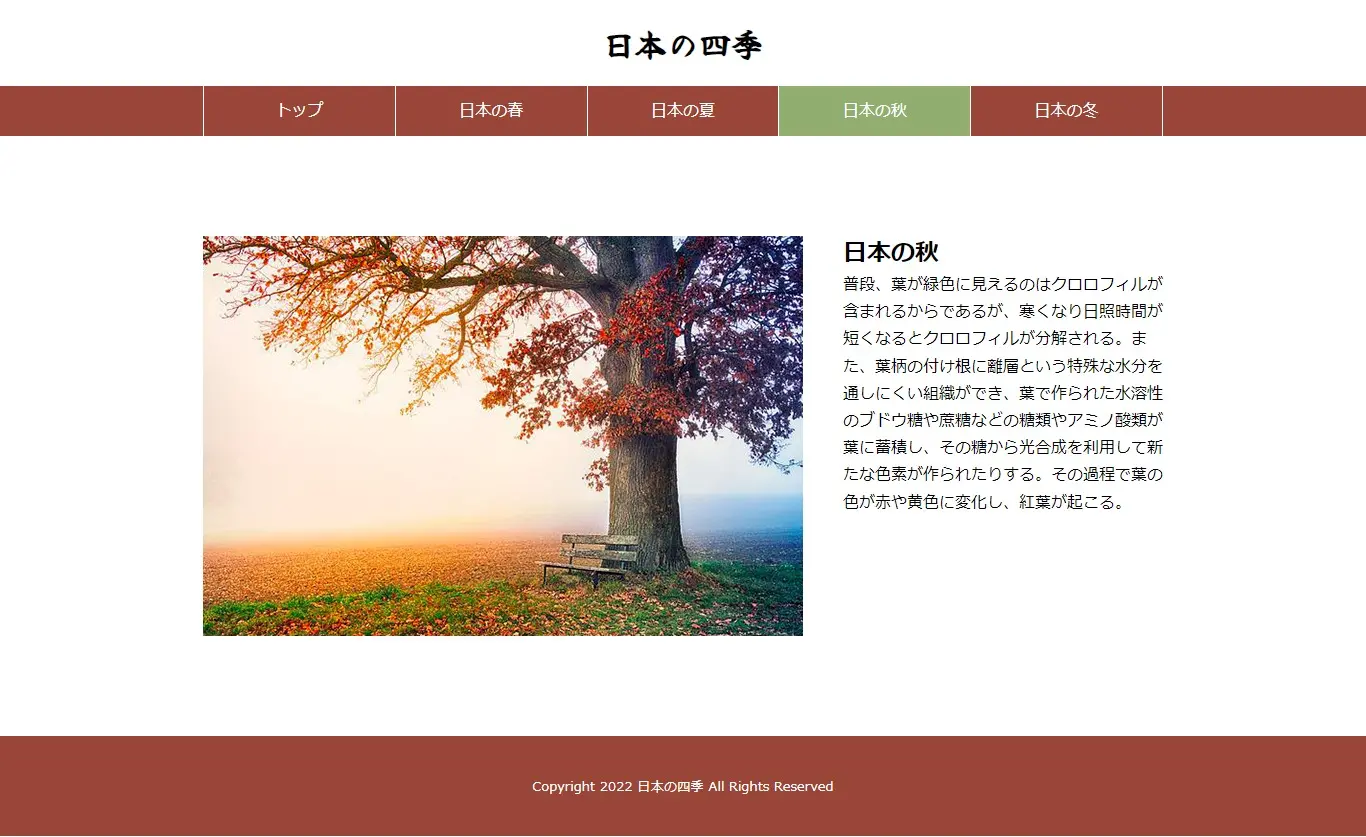 日本の四季
トップ
日本の春
日本の夏
日本の秋
日本の冬
日本の秋
普段、葉が緑色に見えるのはクロロフィルが
含まれるからであるが、寒くなり日照時間が
短くなるとクロロフィルが分解される。ま
た、葉柄の付け根に離層という特殊な水分を
通しにくい組織ができ、葉で作られた水溶性
のブドウ糖や蔗糖などの糖類やアミノ酸類が
葉に蓄積し、その糖から光合成を利用して新
たな色素が作られたりする。その過程で葉の
色が赤や黄色に変化し、紅葉が起こる。
Copyright 2022 日本の四季 All Rights Reserved